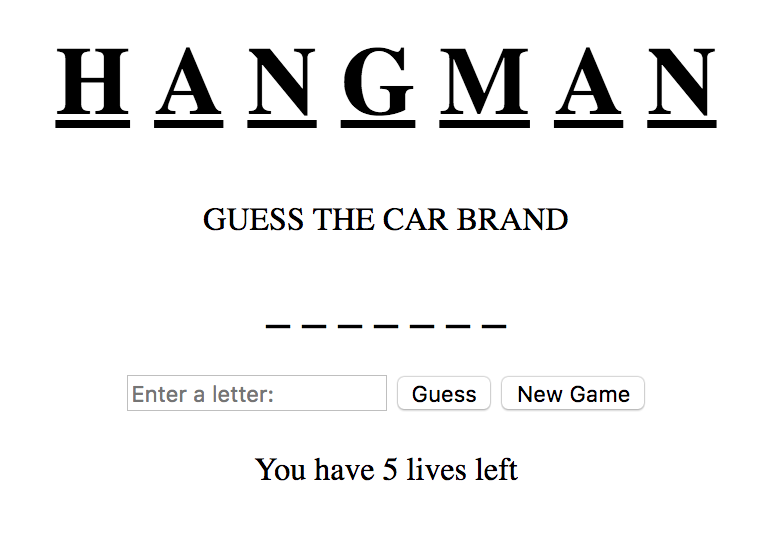 H A N G M A N
GUESS THE CAR BRAND
_ _ _ _ _ _ _
Enter a letter: Guess New Game
You have 5 lives left